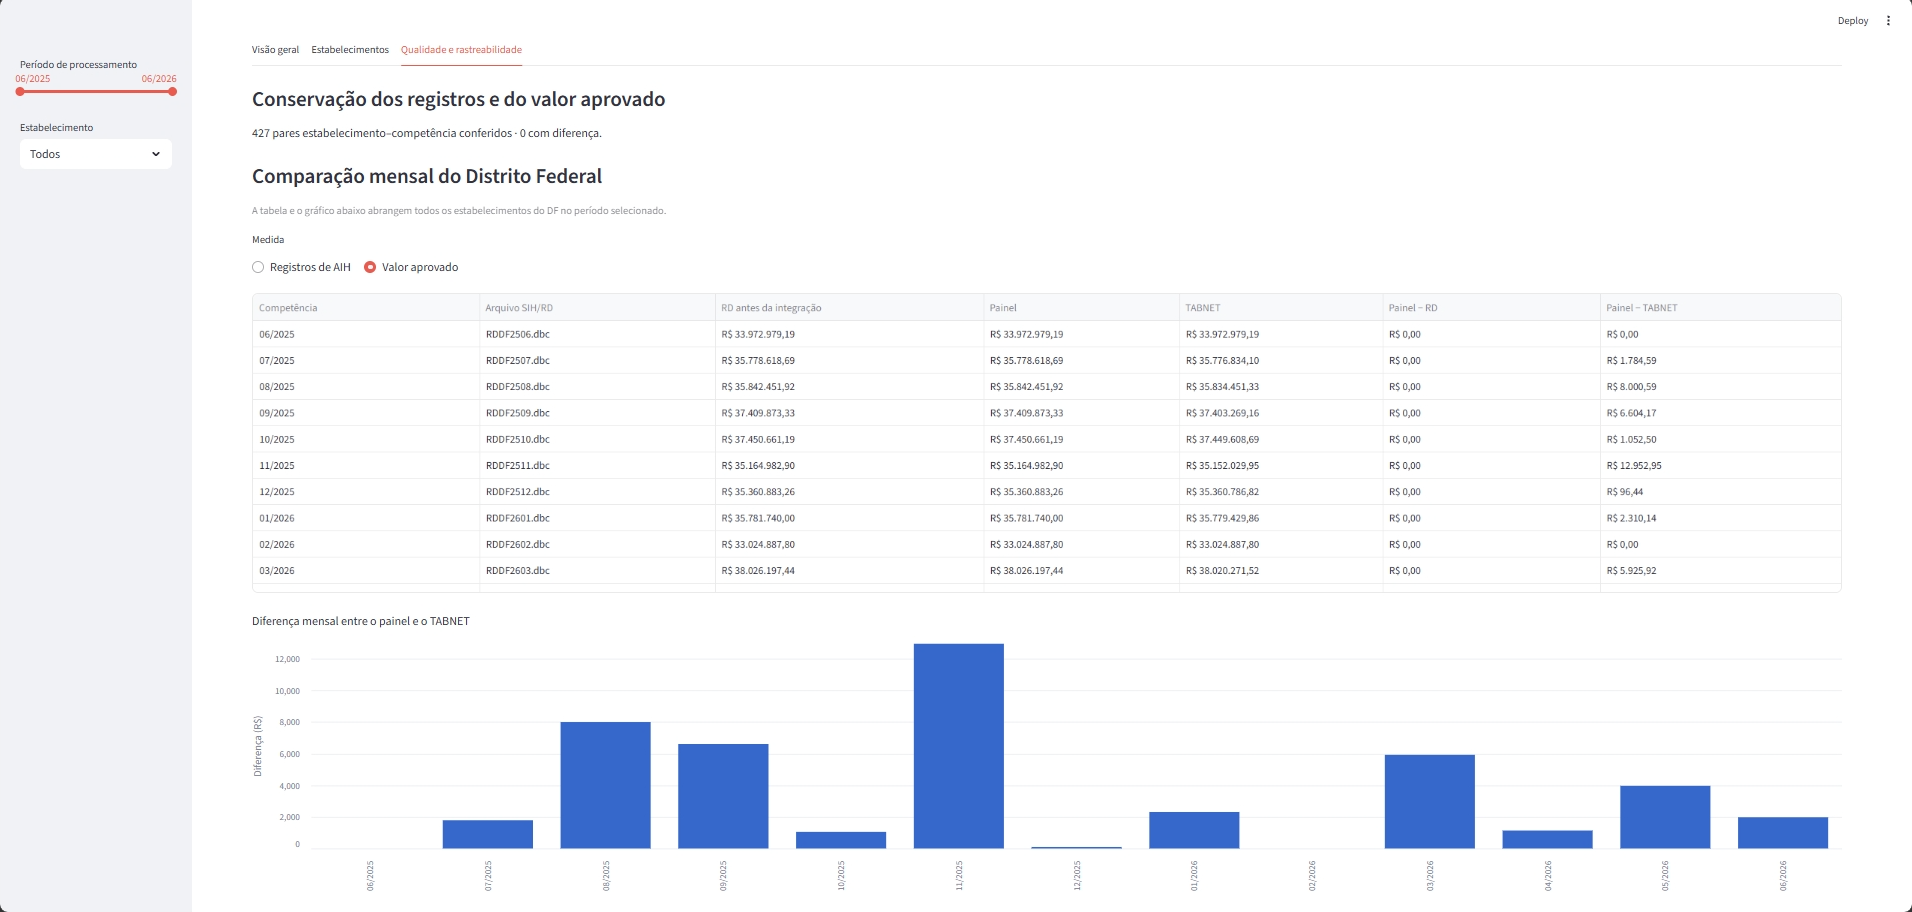 Deploy
Período de processamento
06/2025 06/2026
Estabelecimento
Todos
Visão geral Estabelecimentos Qualidade e rastreabilidade
Conservação dos registros e do valor aprovado
427 pares estabelecimento–competência conferidos · 0 com diferença.
Comparação mensal do Distrito Federal
A tabela e o gráfico abaixo abrangem todos os estabelecimentos do DF no período selecionado.
Medida
Registros de AIH Valor aprovado
Competência Arquivo SIH/RD RD antes da integração Painel TABNET Painel − RD Painel − TABNET
06/2025 RDDF2506.dbc R$ 33.972.979,19 R$ 33.972.979,19 R$ 33.972.979,19 R$ 0,00 R$ 0,00
07/2025 RDDF2507.dbc R$ 35.778.618,69 R$ 35.778.618,69 R$ 35.776.834,10 R$ 0,00 R$ 1.784,59
08/2025 RDDF2508.dbc R$ 35.842.451,92 R$ 35.842.451,92 R$ 35.834.451,33 R$ 0,00 R$ 8.000,59
09/2025 RDDF2509.dbc R$ 37.409.873,33 R$ 37.409.873,33 R$ 37.403.269,16 R$ 0,00 R$ 6.604,17
10/2025 RDDF2510.dbc R$ 37.450.661,19 R$ 37.450.661,19 R$ 37.449.608,69 R$ 0,00 R$ 1.052,50
11/2025 RDDF2511.dbc R$ 35.164.982,90 R$ 35.164.982,90 R$ 35.152.029,95 R$ 0,00 R$ 12.952,95
12/2025 RDDF2512.dbc R$ 35.360.883,26 R$ 35.360.883,26 R$ 35.360.786,82 R$ 0,00 R$ 96,44
01/2026 RDDF2601.dbc R$ 35.781.740,00 R$ 35.781.740,00 R$ 35.779.429,86 R$ 0,00 R$ 2.310,14
02/2026 RDDF2602.dbc R$ 33.024.887,80 R$ 33.024.887,80 R$ 33.024.887,80 R$ 0,00 R$ 0,00
03/2026 RDDF2603.dbc R$ 38.026.197,44 R$ 38.026.197,44 R$ 38.020.271,52 R$ 0,00 R$ 5.925,92
Diferença mensal entre o painel e o TABNET
Diferença (R$)
12,000
10,000
8,000
6,000
4,000
2,000
0
06/2025 07/2025 08/2025 09/2025 10/2025 11/2025 12/2025 01/2026 02/2026 03/2026 04/2026 05/2026 06/2026